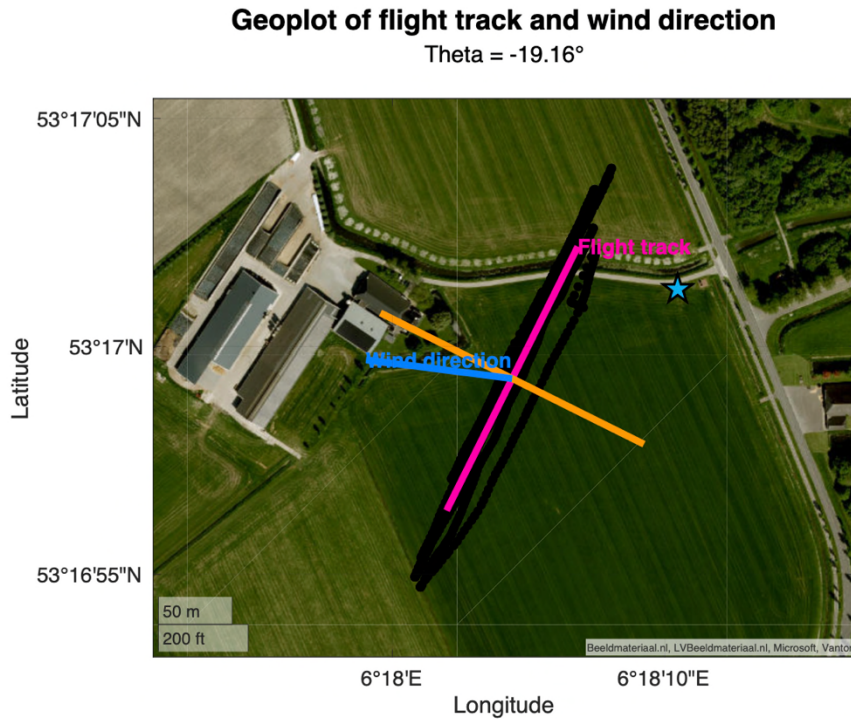 Geoplot of flight track and wind direction
Theta = -19.16°
53°17'05"N
Flight track
53°17'N
Wind direction
Latitude
53°16'55"N
50 m
200 ft
Beeldmateriaal.nl, LVBeeldmateriaal.nl, Microsoft, Vantor
6°18'E
6°18'10"E
Longitude